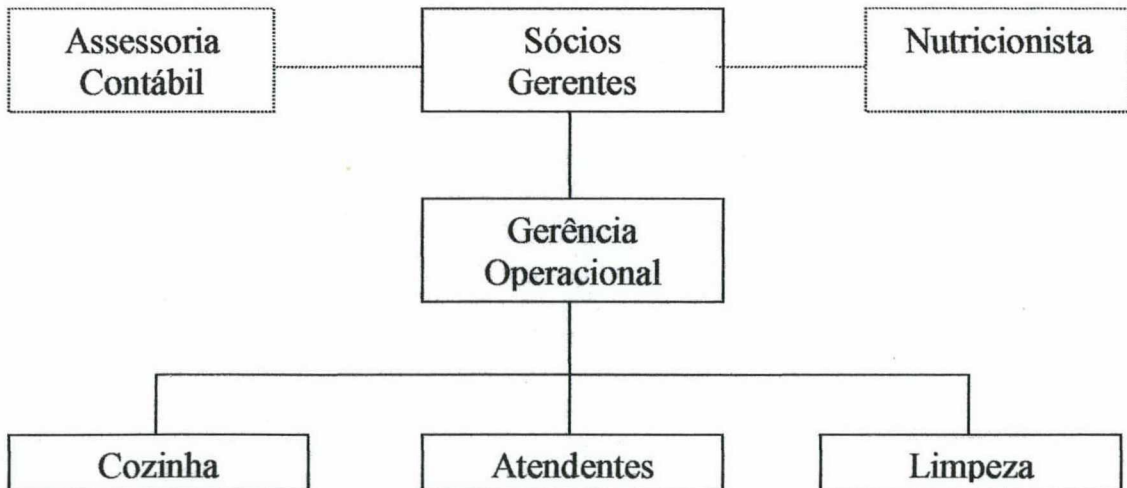 Assessoria
Contábil
Sócios
Gerentes
Nutricionista
Gerência
Operacional
Cozinha
Atendentes
Limpeza